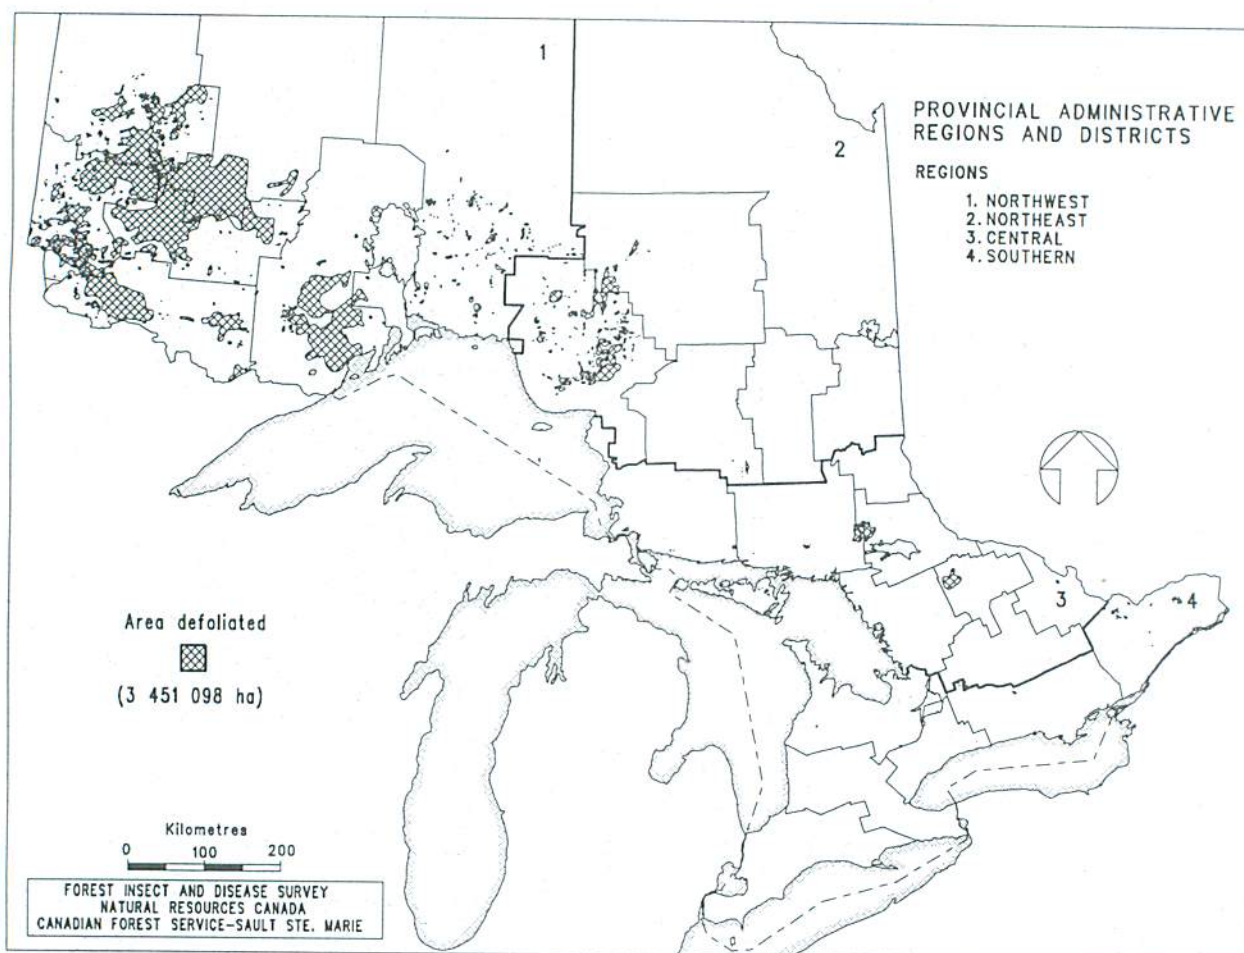 1
2
PROVINCIAL ADMINISTRATIVE
REGIONS AND DISTRICTS
REGIONS
1. NORTHWEST
2. NORTHEAST
3. CENTRAL
4. SOUTHERN
3
4
Area defoliated
(3 451 098 ha)
Kilometres
0 100 200
FOREST INSECT AND DISEASE SURVEY
NATURAL RESOURCES CANADA
CANADIAN FOREST SERVICE-SAULT STE. MARIE